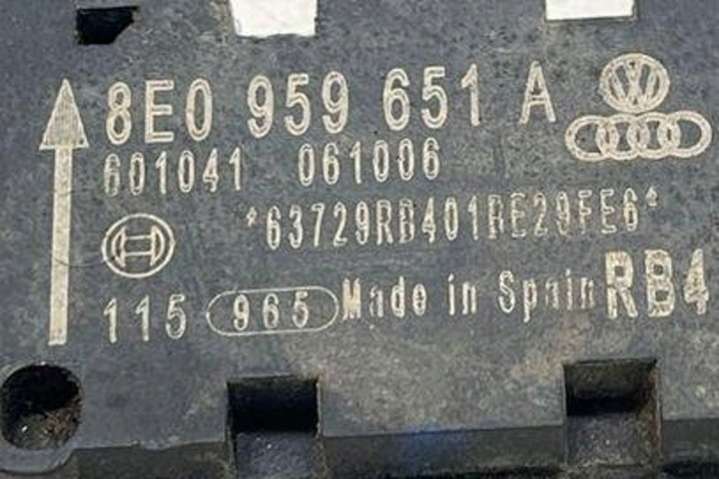 8E0 959 651 A
601041 061006
*63729RB401RE29FE6*
115 965 Made in Spain RB4